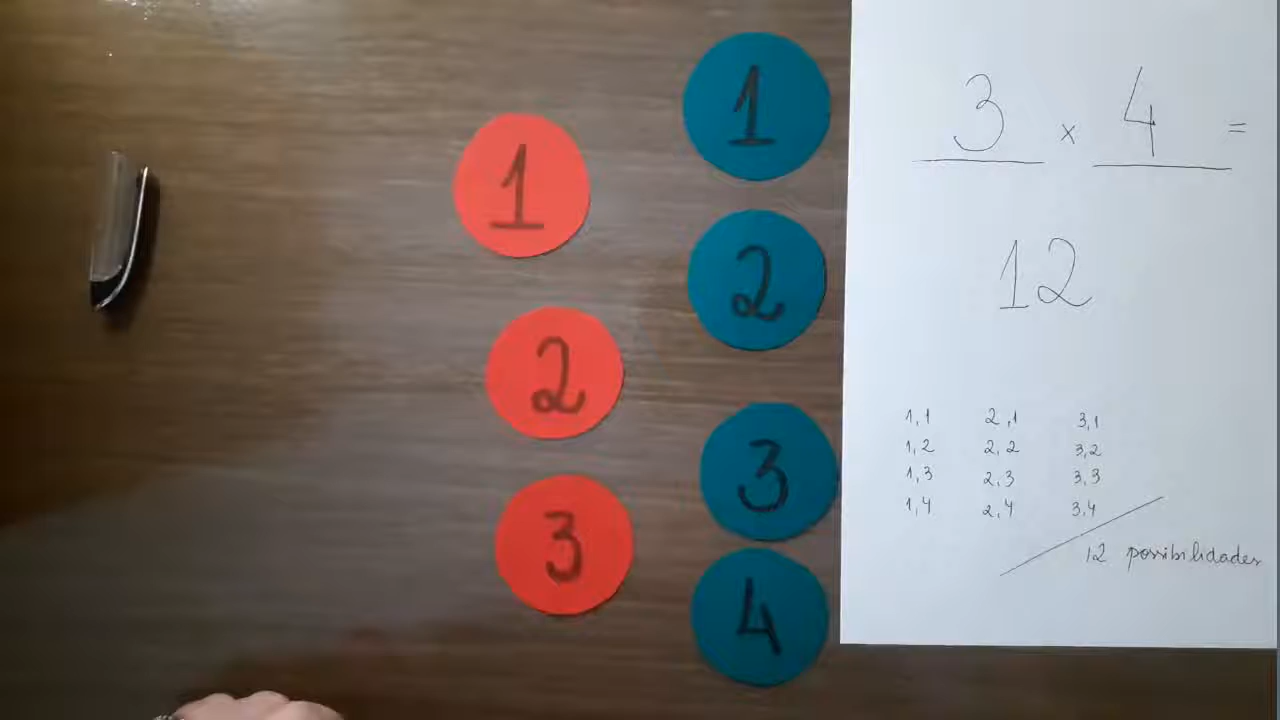 1
2
3
1
2
3
4
3 x 4 =
12
1,1 2,1 3,1
1,2 2,2 3,2
1,3 2,3 3,3
1,4 2,4 3,4
12 possibilidades